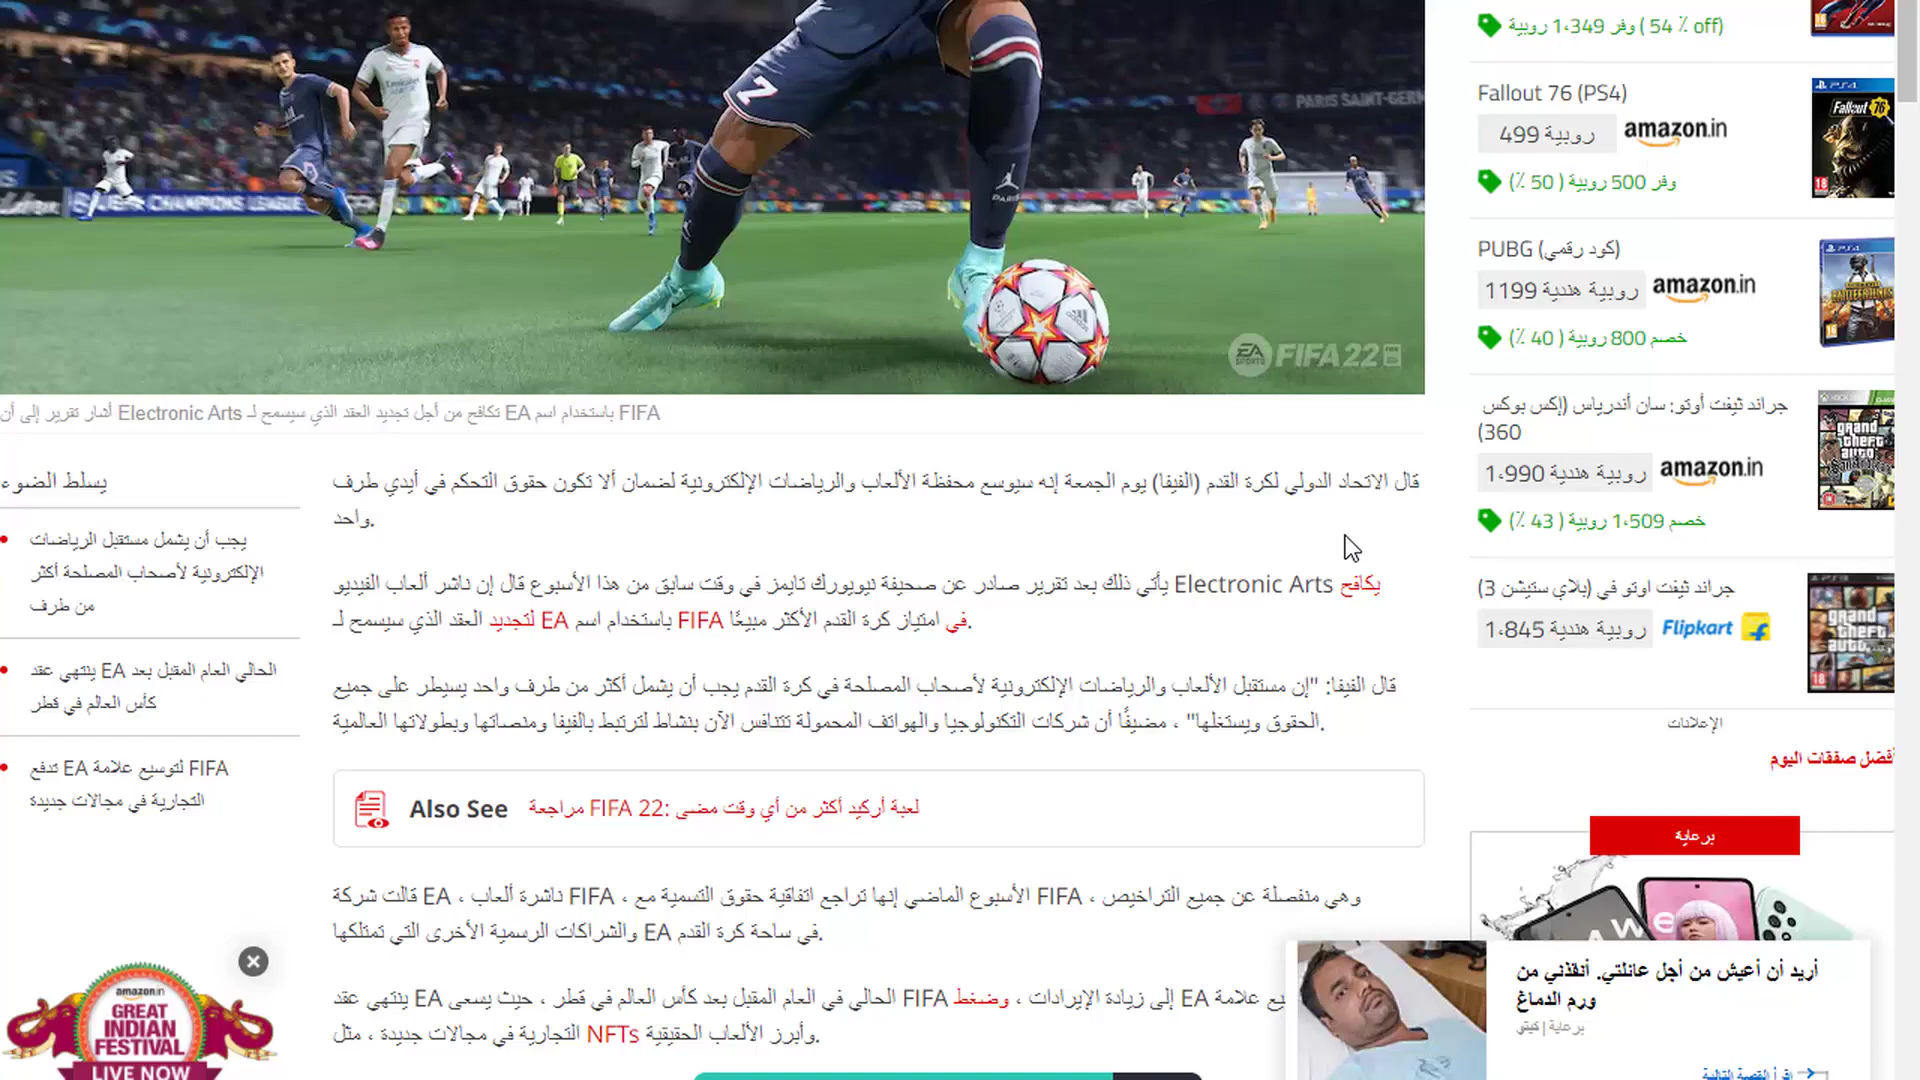 PARIS SAINT-GERM
CHAMPIONS LEAGUE
7
PARIS
EA SPORTS FIFA 22
أشار تقرير إلى أن Electronic Arts تكافح من أجل تجديد العقد الذي سيسمح لـ EA باستخدام اسم FIFA
يسلط الضوء
يجب أن يشمل مستقبل الرياضات
الإلكترونية لأصحاب المصلحة أكثر
من طرف
الحالي العام المقبل بعد EA ينتهي عقد
كأس العالم في قطر
FIFA لتوسيع علامة EA تدفع
التجارية في مجالات جديدة
قال الاتحاد الدولي لكرة القدم (الفيفا) يوم الجمعة إنه سيوسع محفظة الألعاب والرياضات الإلكترونية لضمان ألا تكون حقوق التحكم في أيدي طرف
واحد.
يكافح Electronic Arts يأتي ذلك بعد تقرير صادر عن صحيفة نيويورك تايمز في وقت سابق من هذا الأسبوع قال إن ناشر ألعاب الفيديو
في امتياز كرة القدم الأكثر مبيعًا FIFA باستخدام اسم EA لتجديد العقد الذي سيسمح لـ.
قال الفيفا: "إن مستقبل الألعاب والرياضات الإلكترونية لأصحاب المصلحة في كرة القدم يجب أن يشمل أكثر من طرف واحد يسيطر على جميع
الحقوق ويستغلها" ، مضيفًا أن شركات التكنولوجيا والهواتف المحمولة تتنافس الآن بنشاط لترتبط بالفيفا ومنصاتها وبطولاتها العالمية.
Also See لعبة أركيد أكثر من أي وقت مضى :FIFA 22 مراجعة
وهي منفصلة عن جميع التراخيص ، FIFA الأسبوع الماضي إنها تراجع اتفاقية حقوق التسمية مع ، FIFA ناشرة ألعاب ، EA قالت شركة
في ساحة كرة القدم EA والشراكات الرسمية الأخرى التي تمتلكها.
يع علامة EA إلى زيادة الإيرادات ، وضغط FIFA الحالي في العام المقبل بعد كأس العالم في قطر ، حيث يسعى EA ينتهي عقد
وأبرز الألعاب الحقيقية NFTs التجارية في مجالات جديدة ، مثل.
amazon.in
GREAT
INDIAN
FESTIVAL
LIVE NOW
وفر 1،349 روبية ( 54 ٪ off)
Fallout 76 (PS4)
499 روبية
amazon.in
وفر 500 روبية ( 50 ٪)
PUBG (كود رقمي)
1199 روبية هندية
amazon.in
خصم 800 روبية ( 40 ٪)
جراند ثيفت أوتو: سان أندرياس (إكس بوكس
360)
1،990 روبية هندية
amazon.in
خصم 1،509 روبية ( 43 ٪)
جراند ثيفت اوتو في (بلاي ستيشن 3)
1،845 روبية هندية
Flipkart
الإعلانات
أفضل صفقات اليوم
برعاية
أريد أن أعيش من أجل عائلتي. أنقذني من
ورم الدماغ
برعاية | كيتو
اقرأ القصة التالية